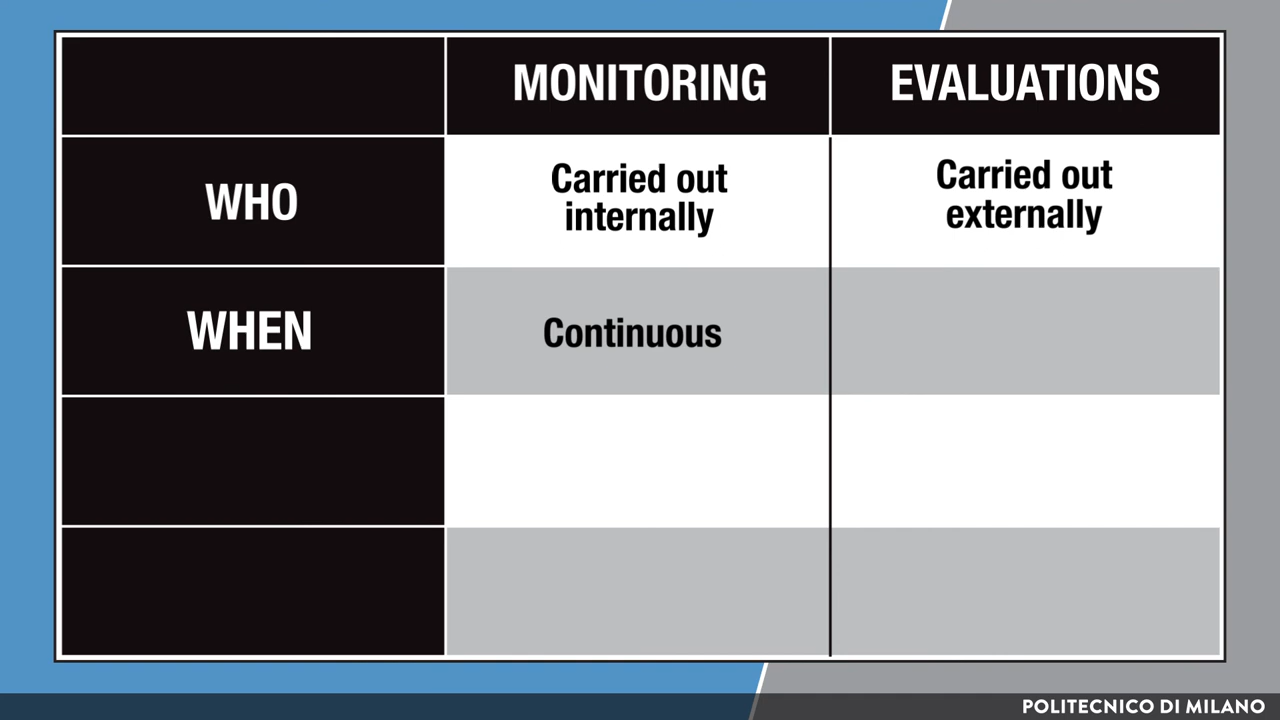 MONITORING
EVALUATIONS
WHO
Carried out
internally
Carried out
externally
WHEN
Continuous
POLITECNICO DI MILANO